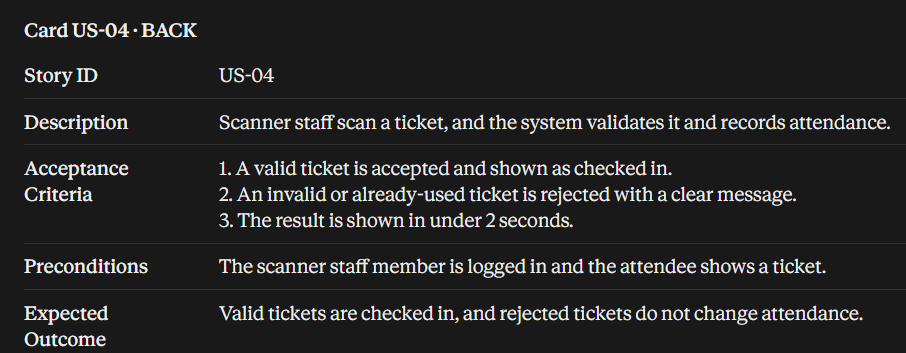 Card US-04 · BACK
Story ID US-04
Description Scanner staff scan a ticket, and the system validates it and records attendance.
Acceptance Criteria
1. A valid ticket is accepted and shown as checked in.
2. An invalid or already-used ticket is rejected with a clear message.
3. The result is shown in under 2 seconds.
Preconditions The scanner staff member is logged in and the attendee shows a ticket.
Expected Outcome Valid tickets are checked in, and rejected tickets do not change attendance.